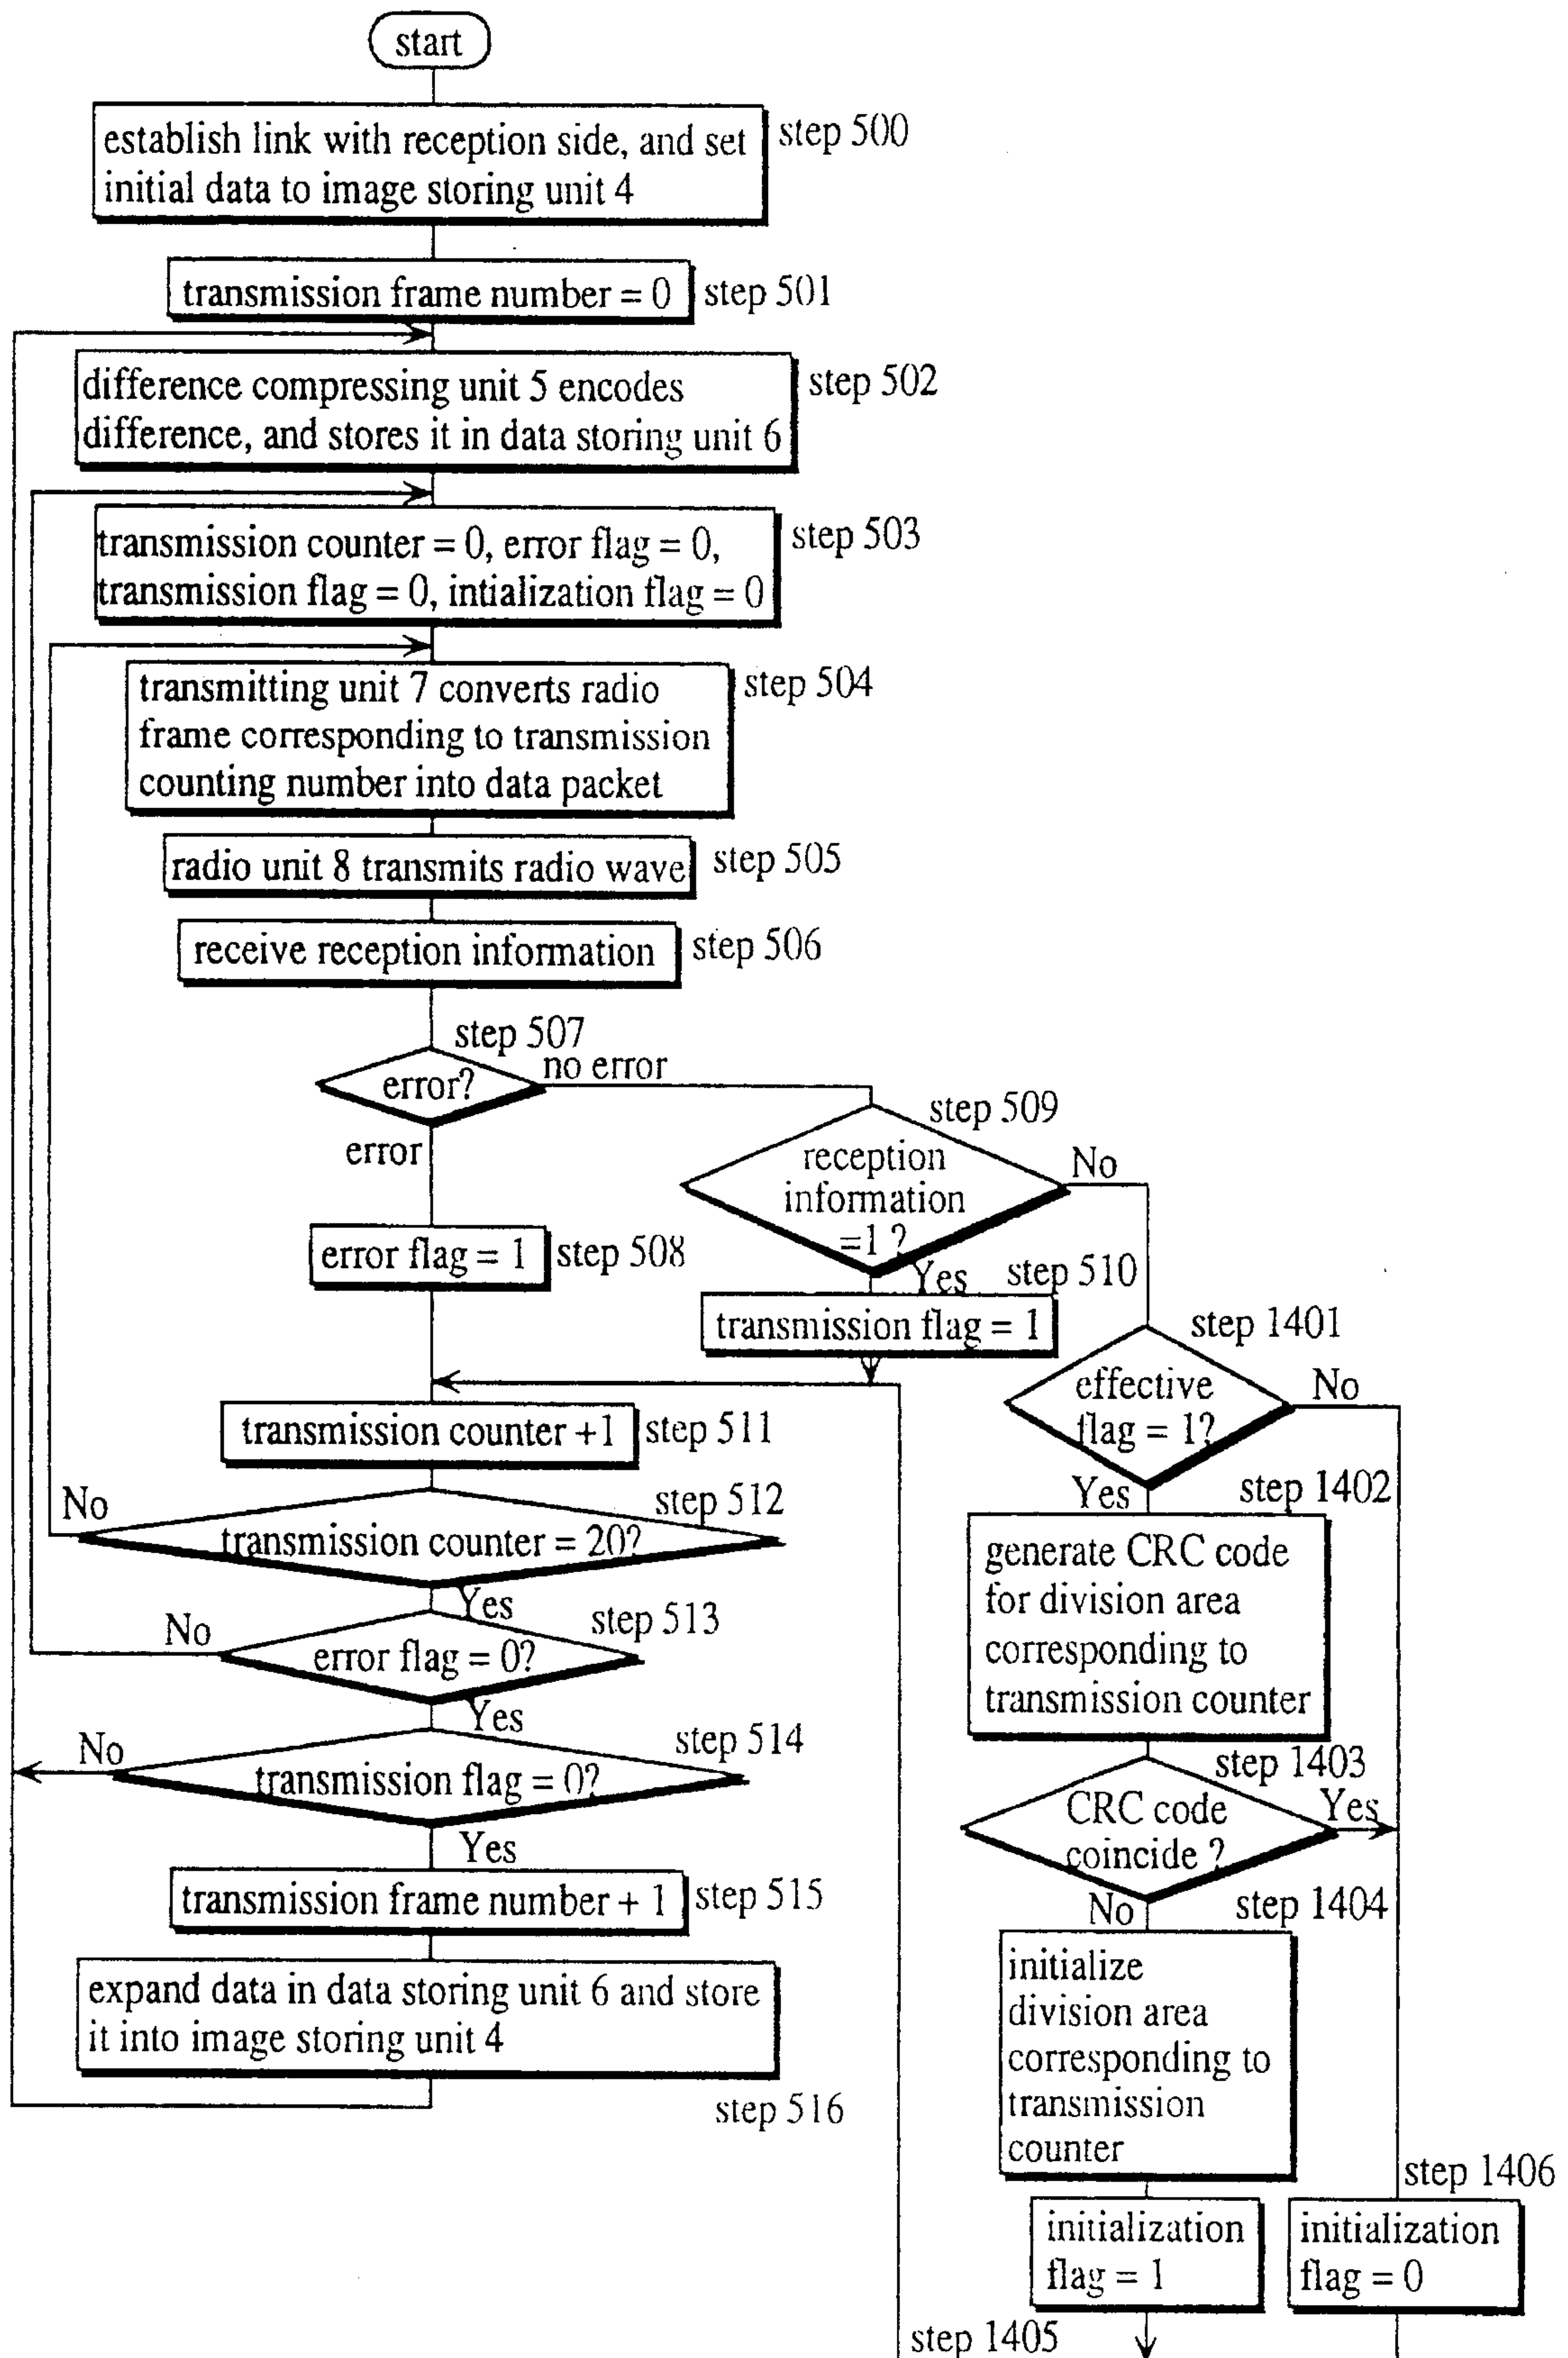 start
establish link with reception side, and set
initial data to image storing unit 4
step 500
transmission frame number = 0
step 501
difference compressing unit 5 encodes
difference, and stores it in data storing unit 6
step 502
transmission counter = 0, error flag = 0,
transmission flag = 0, intialization flag = 0
step 503
transmitting unit 7 converts radio
frame corresponding to transmission
counting number into data packet
step 504
radio unit 8 transmits radio wave
step 505
receive reception information
step 506
step 507
error?
no error
error
step 509
reception
information
=1 ?
No
Yes
error flag = 1
step 508
step 510
transmission flag = 1
step 1401
effective
flag = 1?
No
Yes
transmission counter +1
step 511
step 512
transmission counter = 20?
No
Yes
step 1402
generate CRC code
for division area
corresponding to
transmission counter
step 513
error flag = 0?
No
Yes
step 514
transmission flag = 0?
No
Yes
step 1403
CRC code
coincide ?
Yes
No
transmission frame number + 1
step 515
step 1404
initialize
division area
corresponding to
transmission
counter
expand data in data storing unit 6 and store
it into image storing unit 4
step 516
initialization
flag = 1
step 1405
step 1406
initialization
flag = 0